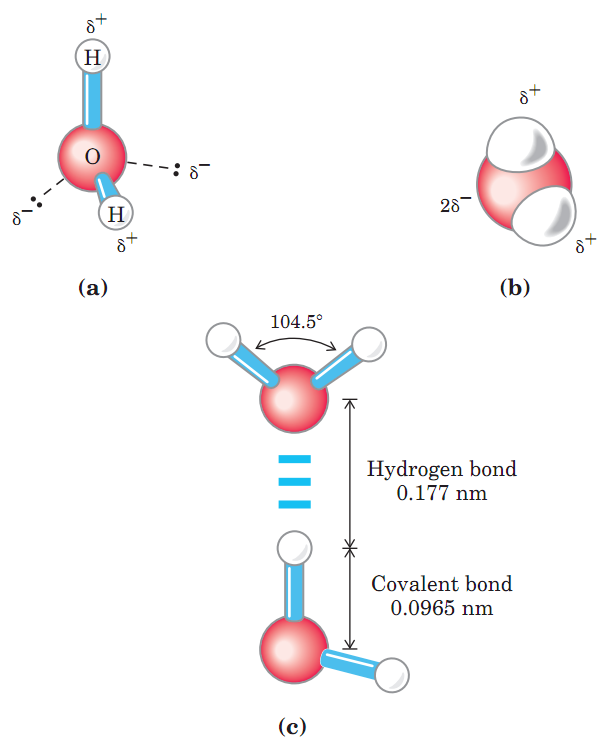 δ+
H
O
: δ−
δ−:
H
δ+
(a)
δ+
2δ−
δ+
(b)
104.5°
Hydrogen bond
0.177 nm
Covalent bond
0.0965 nm
(c)